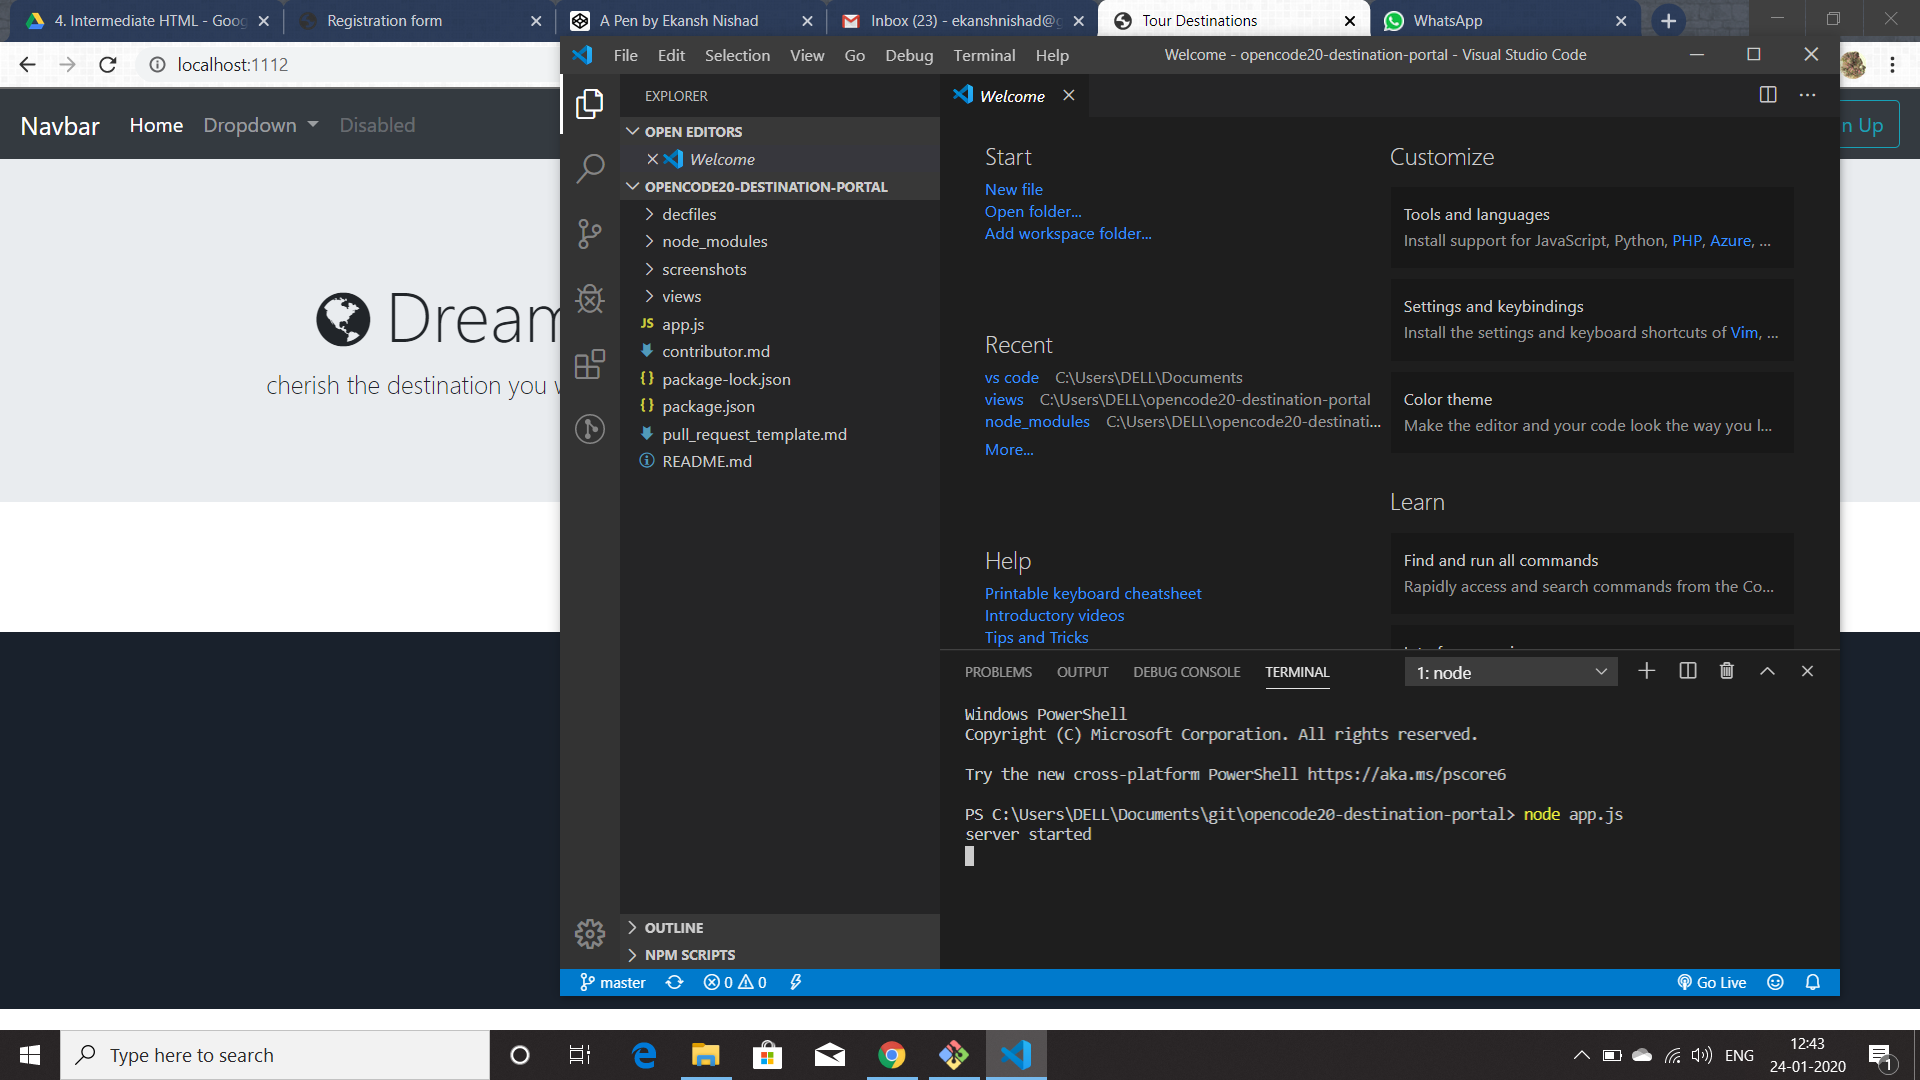 4. Intermediate HTML - Goog
Registration form
A Pen by Ekansh Nishad
Inbox (23) - ekanshnishad@g
Tour Destinations
WhatsApp
localhost:1112
Navbar
Home
Dropdown
Disabled
n Up
Dream
cherish the destination you w
File Edit Selection View Go Debug Terminal Help
Welcome - opencode20-destination-portal - Visual Studio Code
EXPLORER
OPEN EDITORS
Welcome
OPENCODE20-DESTINATION-PORTAL
decfiles
node_modules
screenshots
views
JS app.js
contributor.md
{} package-lock.json
{} package.json
pull_request_template.md
README.md
OUTLINE
NPM SCRIPTS
Welcome
Start
New file
Open folder...
Add workspace folder...
Recent
vs code C:\Users\DELL\Documents
views C:\Users\DELL\opencode20-destination-portal
node_modules C:\Users\DELL\opencode20-destinati...
More...
Help
Printable keyboard cheatsheet
Introductory videos
Tips and Tricks
Customize
Tools and languages
Install support for JavaScript, Python, PHP, Azure, ...
Settings and keybindings
Install the settings and keyboard shortcuts of Vim, ...
Color theme
Make the editor and your code look the way you l...
Learn
Find and run all commands
Rapidly access and search commands from the Co...
PROBLEMS OUTPUT DEBUG CONSOLE TERMINAL
1: node
Windows PowerShell
Copyright (C) Microsoft Corporation. All rights reserved.
Try the new cross-platform PowerShell https://aka.ms/pscore6
PS C:\Users\DELL\Documents\git\opencode20-destination-portal> node app.js
server started
master
0
0
Go Live
Type here to search
ENG
12:43
24-01-2020
1